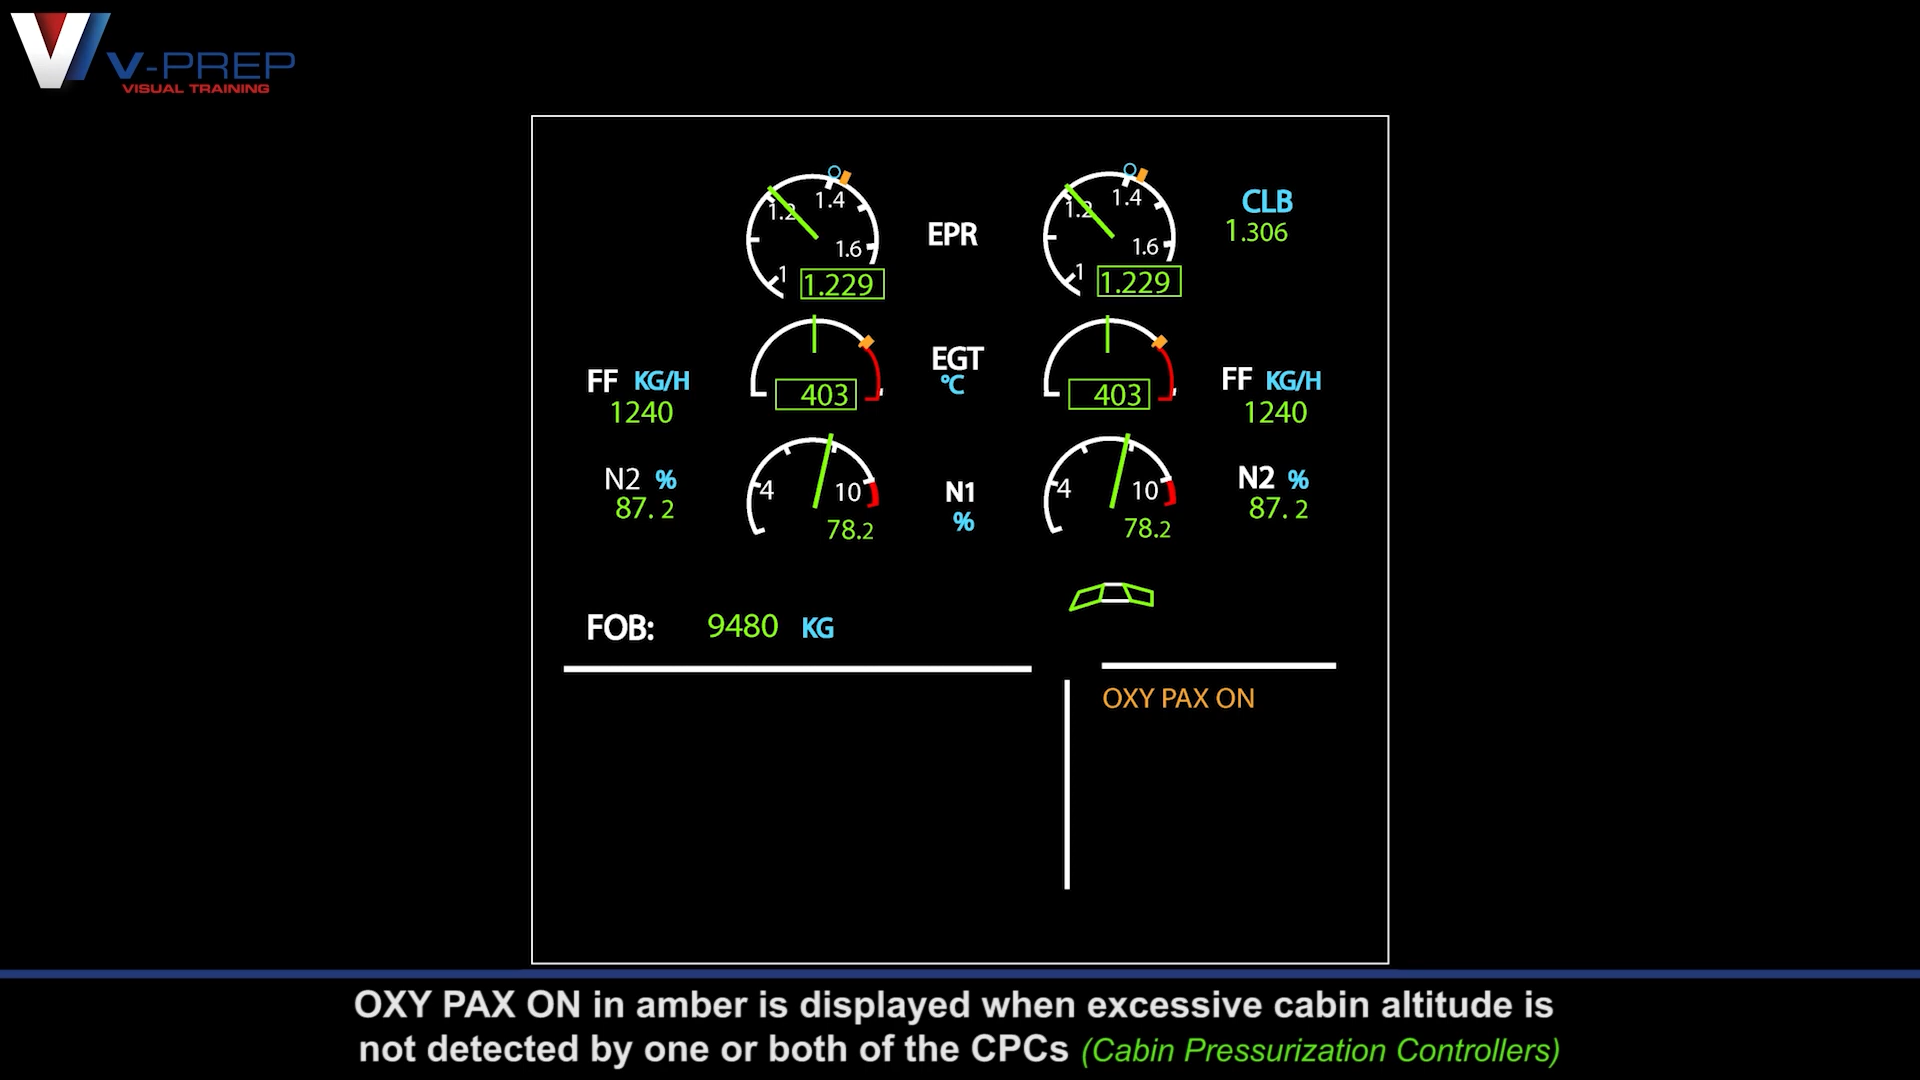 V-PREP
VISUAL TRAINING
1.2 1.4
1.6
1
1.229
EPR
1.2 1.4
1.6
1
1.229
CLB
1.306
FF KG/H
1240
403
EGT
°C
403
FF KG/H
1240
N2 %
87. 2
4 10
78.2
N1
%
4 10
78.2
N2 %
87. 2
FOB: 9480 KG
OXY PAX ON
OXY PAX ON in amber is displayed when excessive cabin altitude is
not detected by one or both of the CPCs (Cabin Pressurization Controllers)